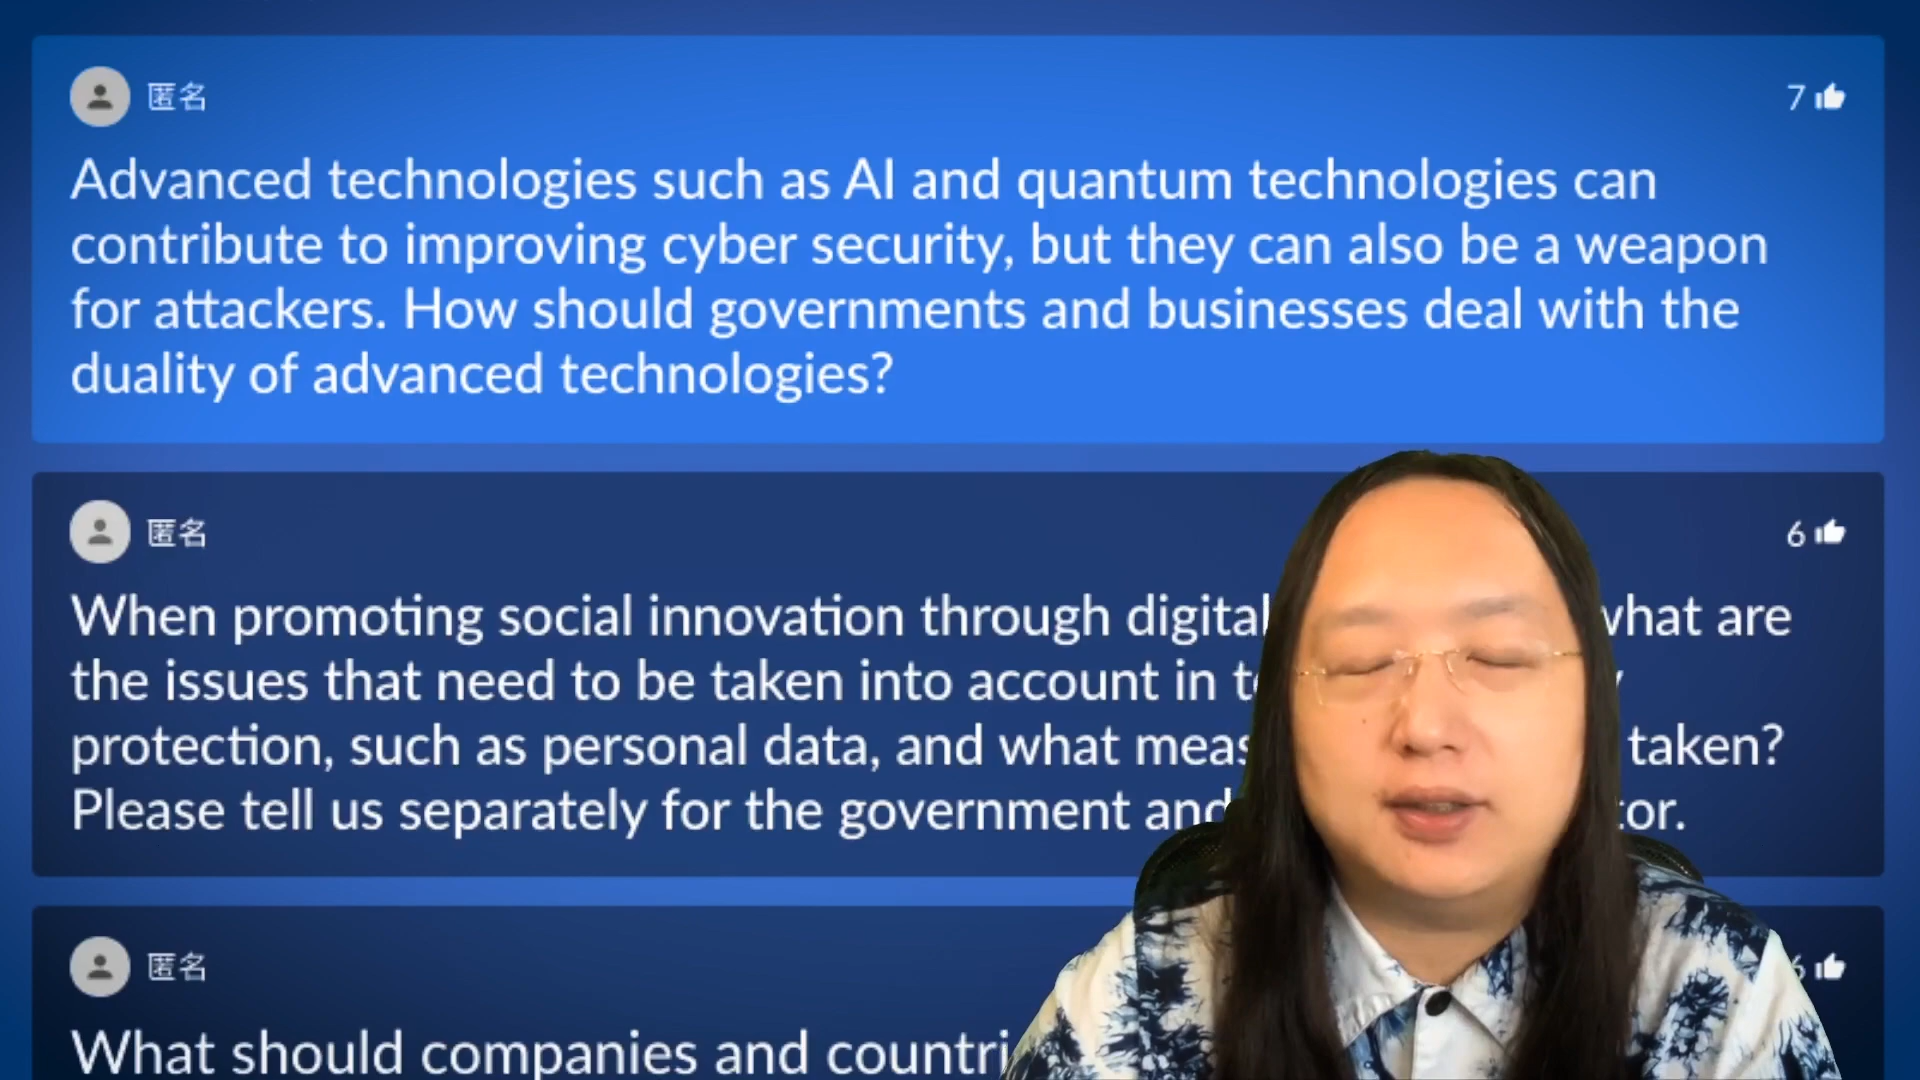 匿名
7
Advanced technologies such as AI and quantum technologies can
contribute to improving cyber security, but they can also be a weapon
for attackers. How should governments and businesses deal with the
duality of advanced technologies?
匿名
6
When promoting social innovation through digital what are
the issues that need to be taken into account in
protection, such as personal data, and what taken?
Please tell us separately for the government
匿名
6
What should companies and